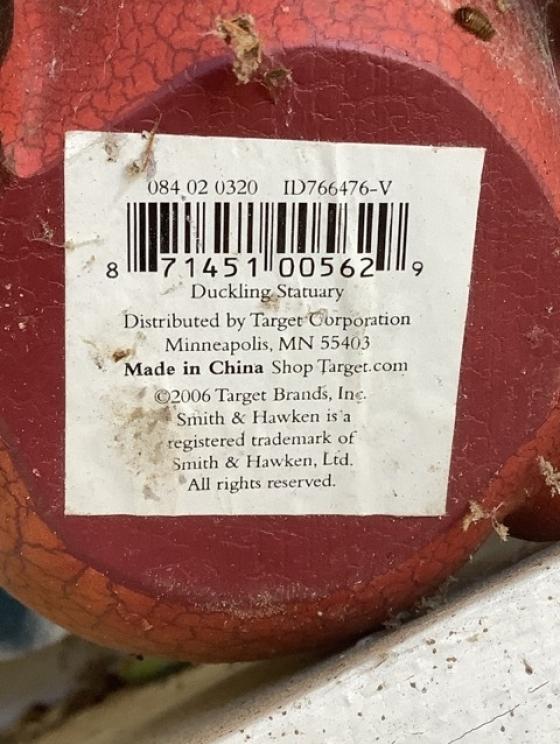 084 02 0320 ID766476-V
8 71451 00562 9
Duckling Statuary
Distributed by Target Corporation
Minneapolis, MN 55403
Made in China Shop Target.com
©2006 Target Brands, Inc.
Smith & Hawken is a
registered trademark of
Smith & Hawken, Ltd.
All rights reserved.